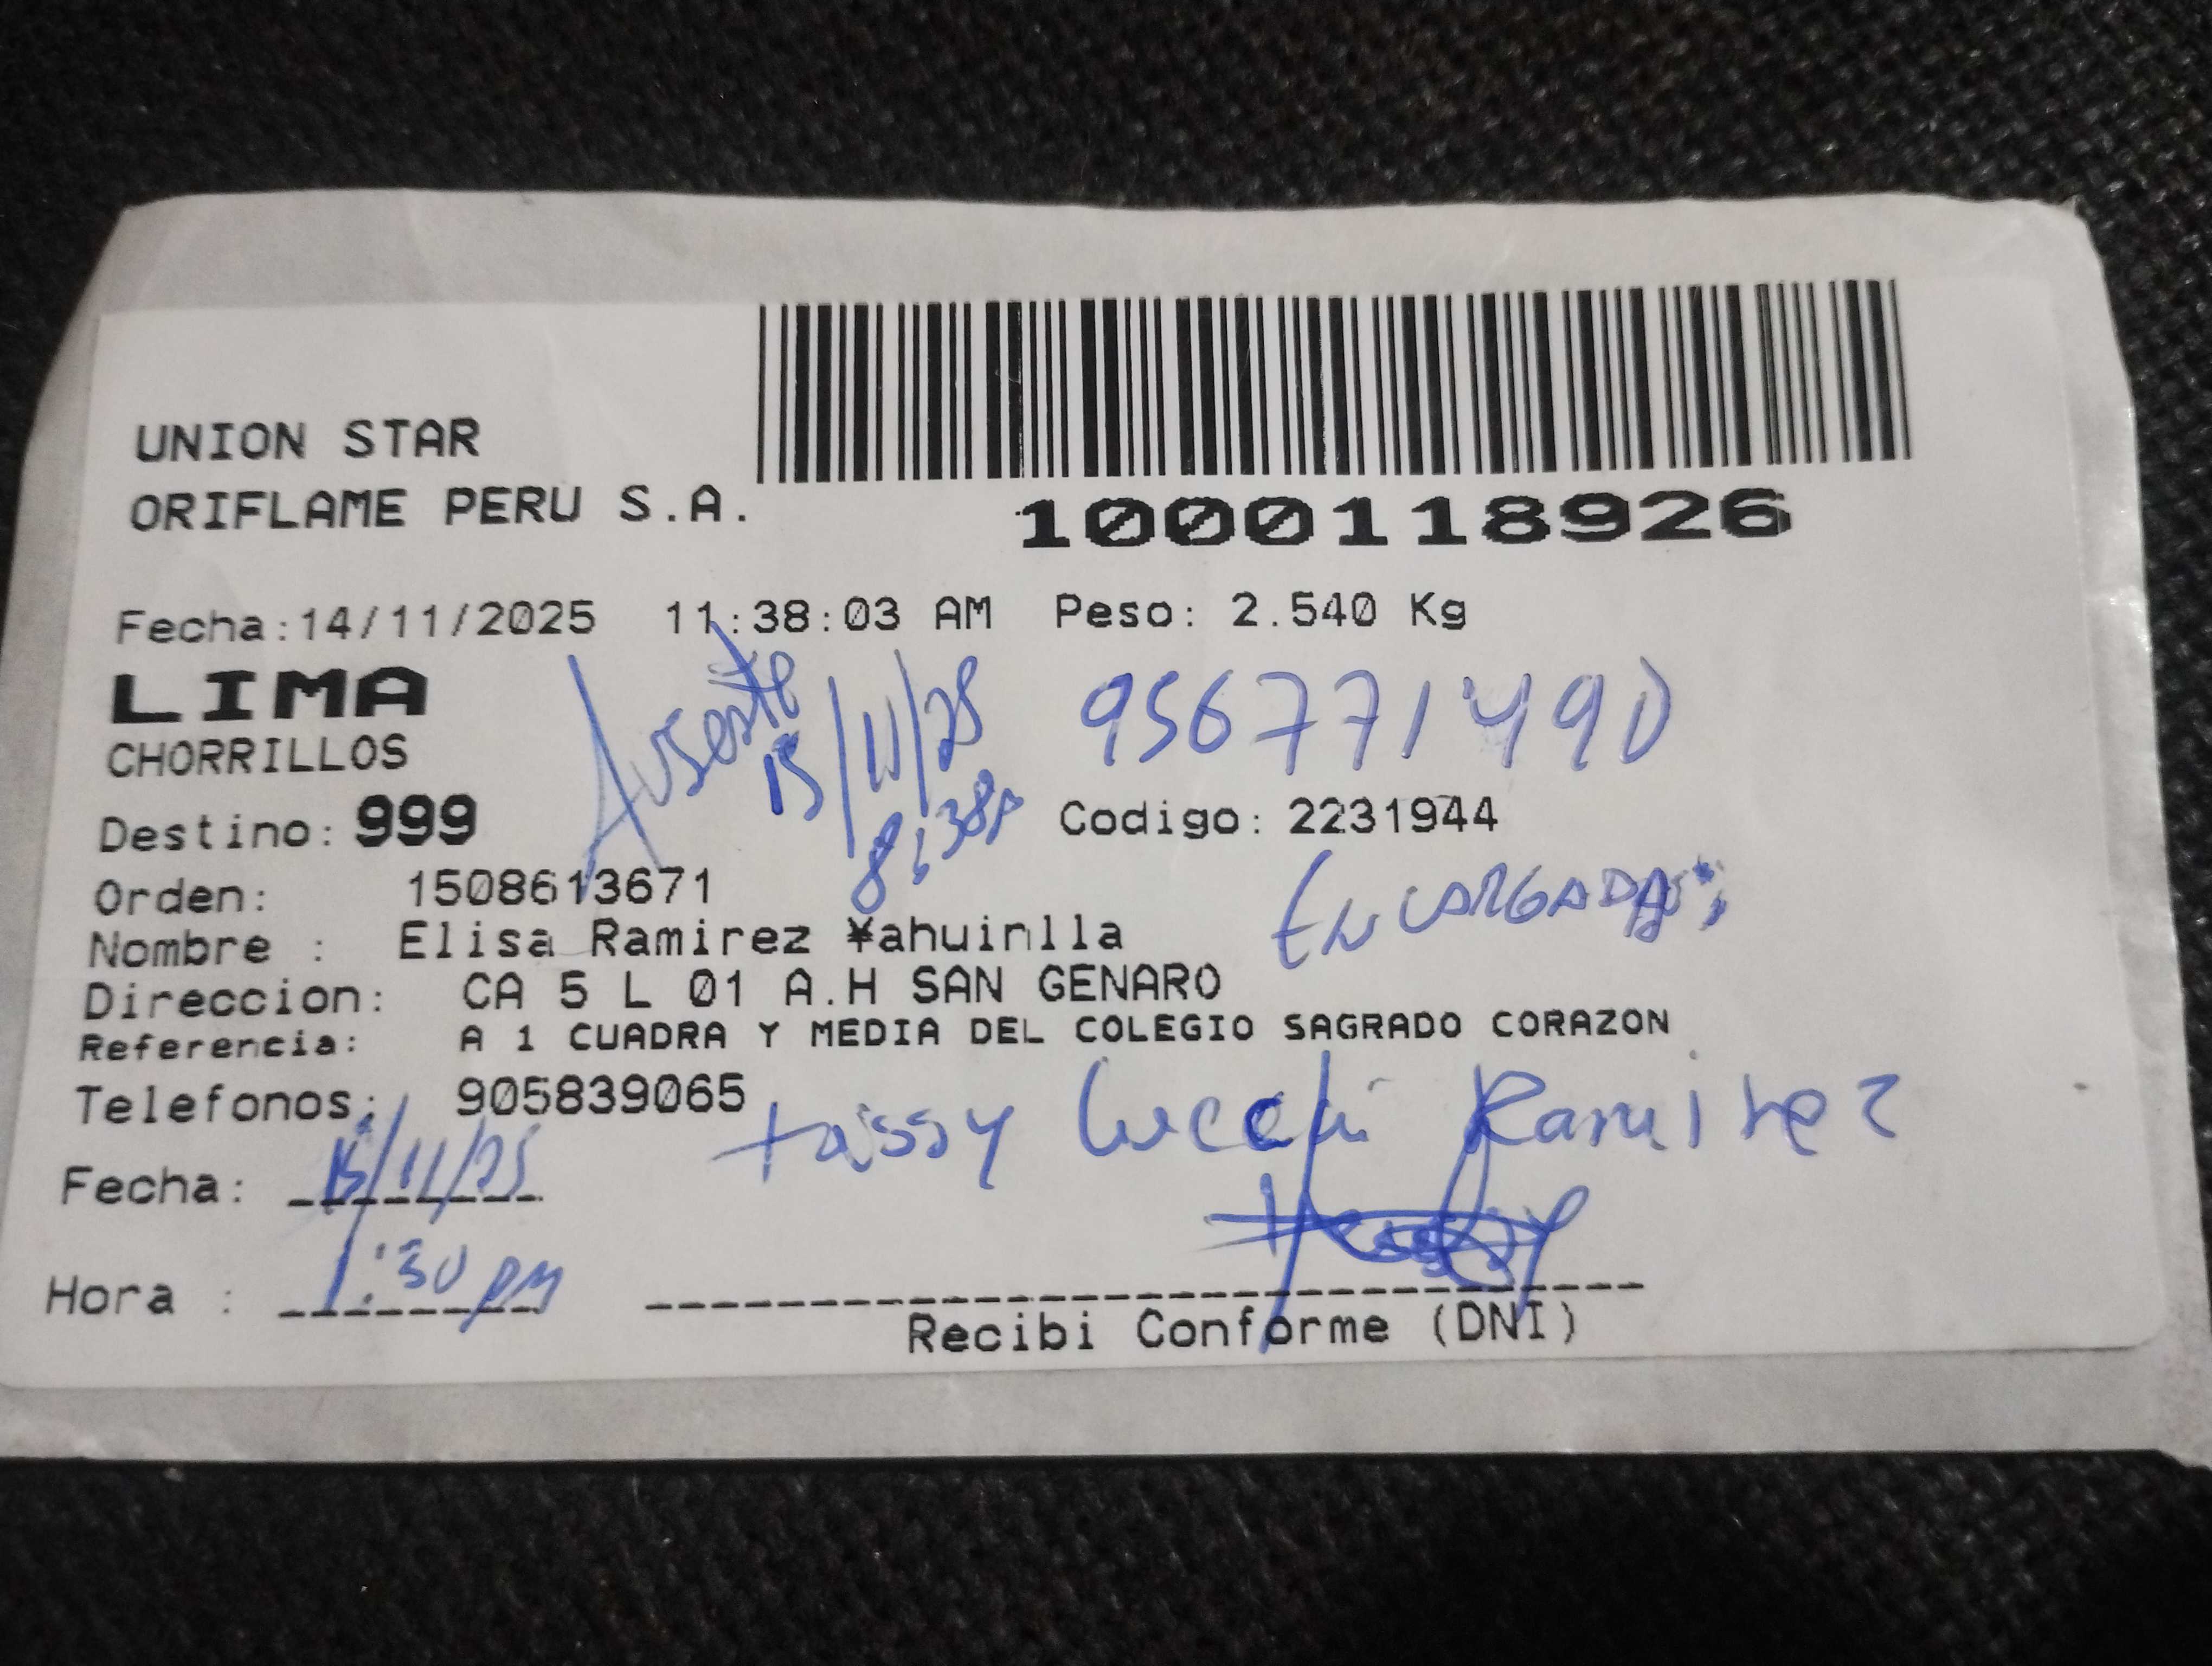 UNION STAR
ORIFLAME PERU S.A.
1000118926
Fecha:14/11/2025 11:38:03 AM Peso: 2.540 Kg
LIMA
Ausente
15/11/25
8:38A
956771490
CHORRILLOS
Destino: 999
Codigo: 2231944
Orden: 1508613671
ENCARGADA:
Nombre : Elisa Ramirez ¥ahuinlla
Direccion: CA 5 L 01 A.H SAN GENARO
Referencia: A 1 CUADRA Y MEDIA DEL COLEGIO SAGRADO CORAZON
Telefonos: 905839065
Ramirez
Fecha: 15/11/25
Hora : 1:30 PM
Recibi Conforme (DNI)